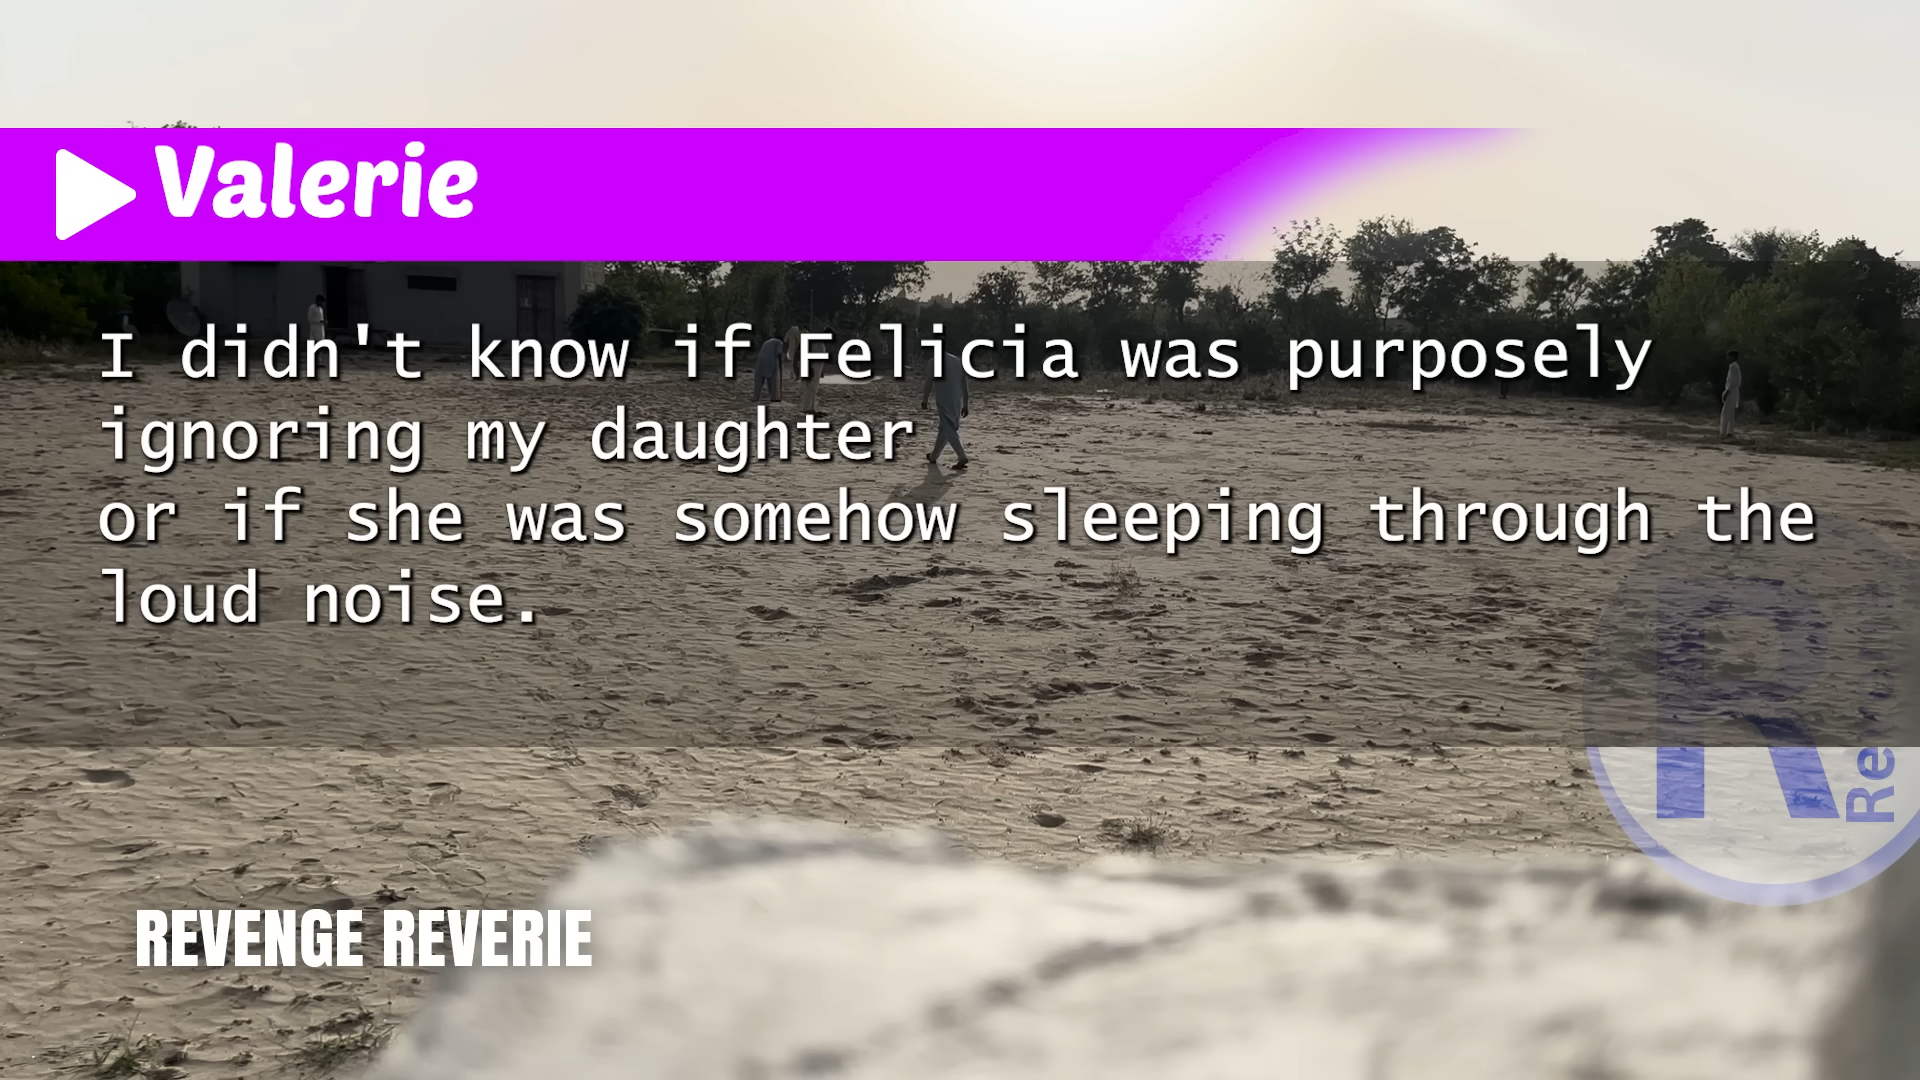 Valerie
I didn't know if Felicia was purposely
ignoring my daughter
or if she was somehow sleeping through the
loud noise.
R
REVENGE REVERIE